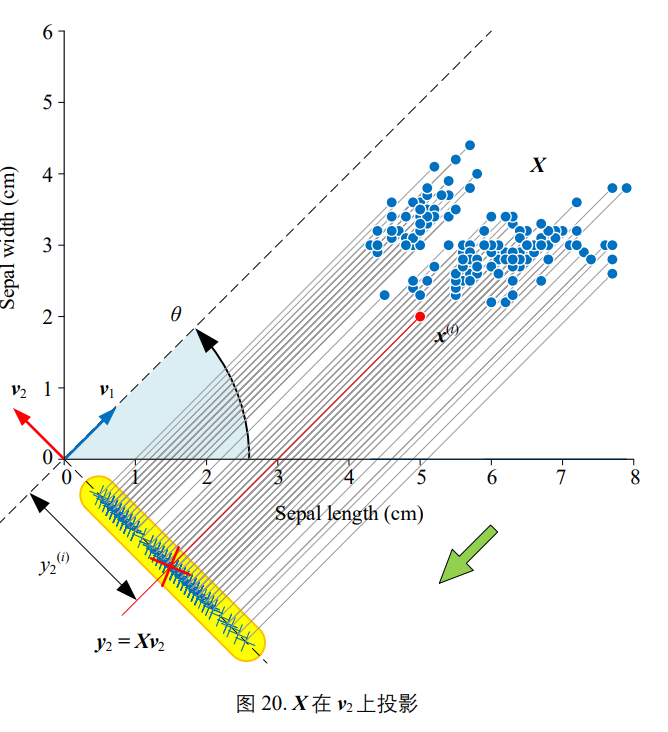 6
5
4
3
2
1
0
Sepal width (cm)
X
θ
x⁽ⁱ⁾
v₂
v₁
0 1 2 3 4 5 6 7 8
Sepal length (cm)
y₂⁽ⁱ⁾
y₂ = Xv₂
图 20. X 在 v₂ 上投影